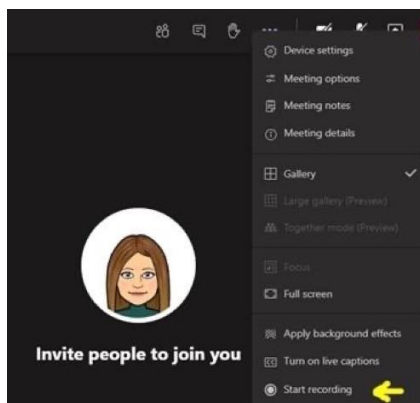 Device settings
Meeting options
Meeting notes
Meeting details
Gallery
Large gallery (Preview)
Together mode (Preview)
Focus
Full screen
Apply background effects
CC Turn on live captions
Start recording
Invite people to join you